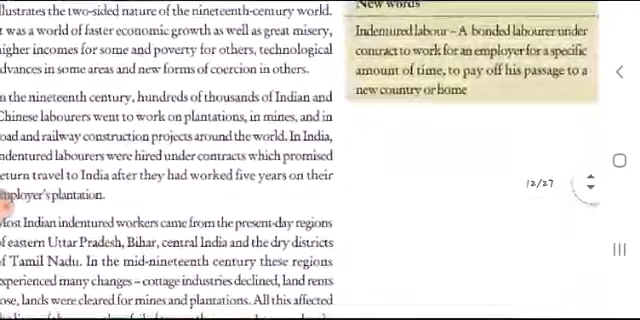 llustrates the two-sided nature of the nineteenth-century world.
t was a world of faster economic growth as well as great misery,
igher incomes for some and poverty for others, technological
dvances in some areas and new forms of coercion in others.
n the nineteenth century, hundreds of thousands of Indian and
Chinese labourers went to work on plantations, in mines, and in
oad and railway construction projects around the world. In India,
ndentured labourers were hired under contracts which promised
eturn travel to India after they had worked five years on their
mployer's plantation.
Most Indian indentured workers came from the present-day regions
f eastern Uttar Pradesh, Bihar, central India and the dry districts
f Tamil Nadu. In the mid-nineteenth century these regions
xperienced many changes – cottage industries declined, land rents
ose, lands were cleared for mines and plantations. All this affected
New words
Indentured labour – A bonded labourer under
contract to work for an employer for a specific
amount of time, to pay off his passage to a
new country or home
12/27